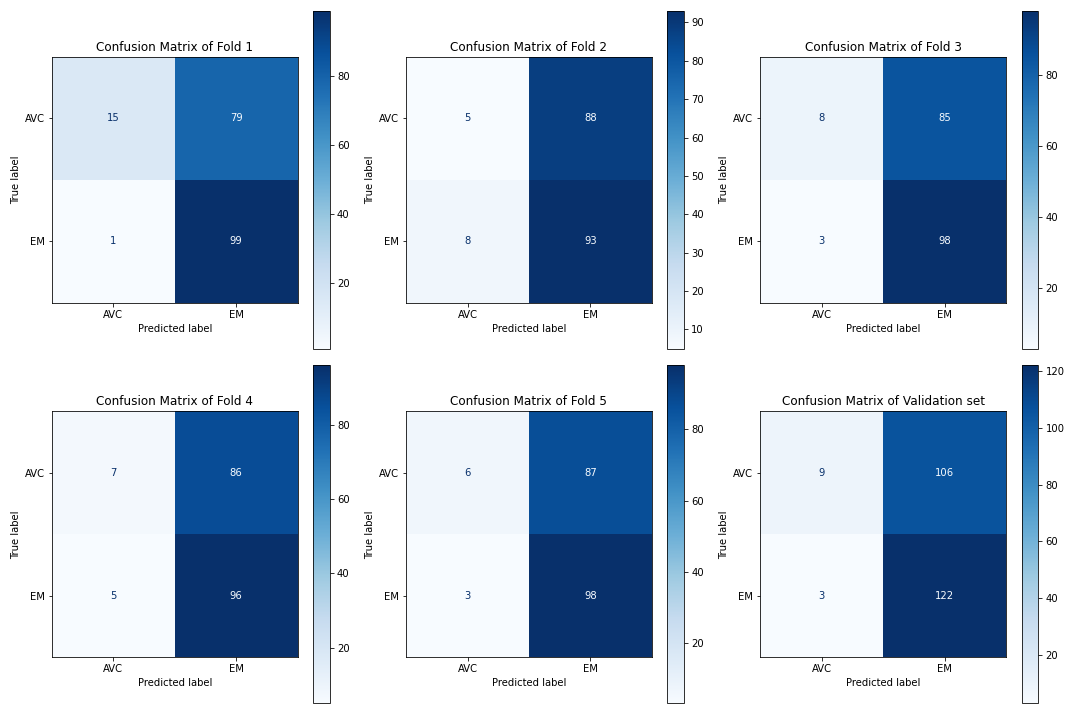 Confusion Matrix of Fold 1
True label
AVC
EM
15
79
1
99
AVC
EM
Predicted label
80
60
40
20
Confusion Matrix of Fold 2
True label
AVC
EM
5
88
8
93
AVC
EM
Predicted label
90
80
70
60
50
40
30
20
10
Confusion Matrix of Fold 3
True label
AVC
EM
8
85
3
98
AVC
EM
Predicted label
80
60
40
20
Confusion Matrix of Fold 4
True label
AVC
EM
7
86
5
96
AVC
EM
Predicted label
80
60
40
20
Confusion Matrix of Fold 5
True label
AVC
EM
6
87
3
98
AVC
EM
Predicted label
80
60
40
20
Confusion Matrix of Validation set
True label
AVC
EM
9
106
3
122
AVC
EM
Predicted label
120
100
80
60
40
20